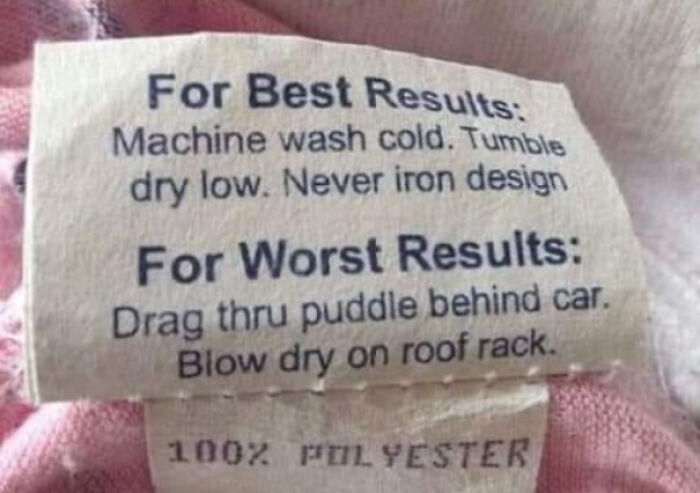 For Best Results:
Machine wash cold. Tumble
dry low. Never iron design
For Worst Results:
Drag thru puddle behind car.
Blow dry on roof rack.
100% POLYESTER